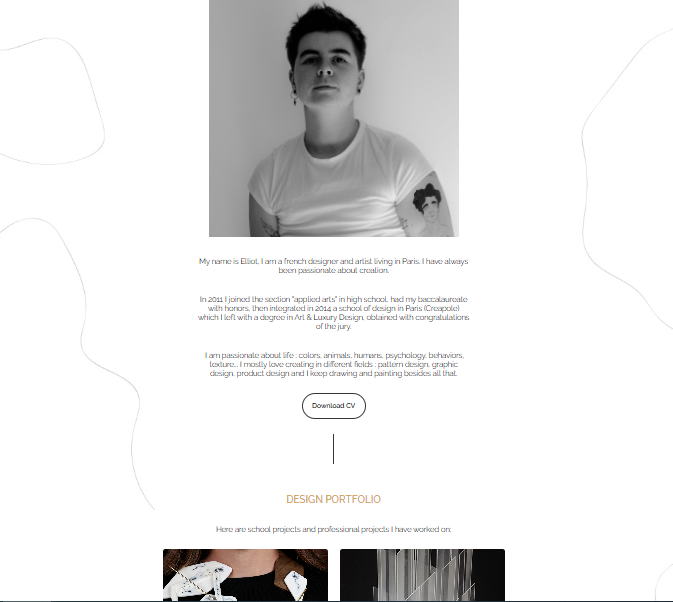 My name is Elliot, I am a french designer and artist living in Paris. I have always
been passionate about creation.
In 2011 I joined the section "applied arts" in high school, had my baccalaureate
with honors, then integrated in 2014 a school of design in Paris (Creapole)
which I left with a degree in Art & Luxury Design, obtained with congratulations
of the jury.
I am passionate about life : colors, animals, humans, psychology, behaviors,
texture... I mostly love creating in different fields : pattern design, graphic
design, product design and I keep drawing and painting besides all that.
Download CV
DESIGN PORTFOLIO
Here are school projects and professional projects I have worked on: